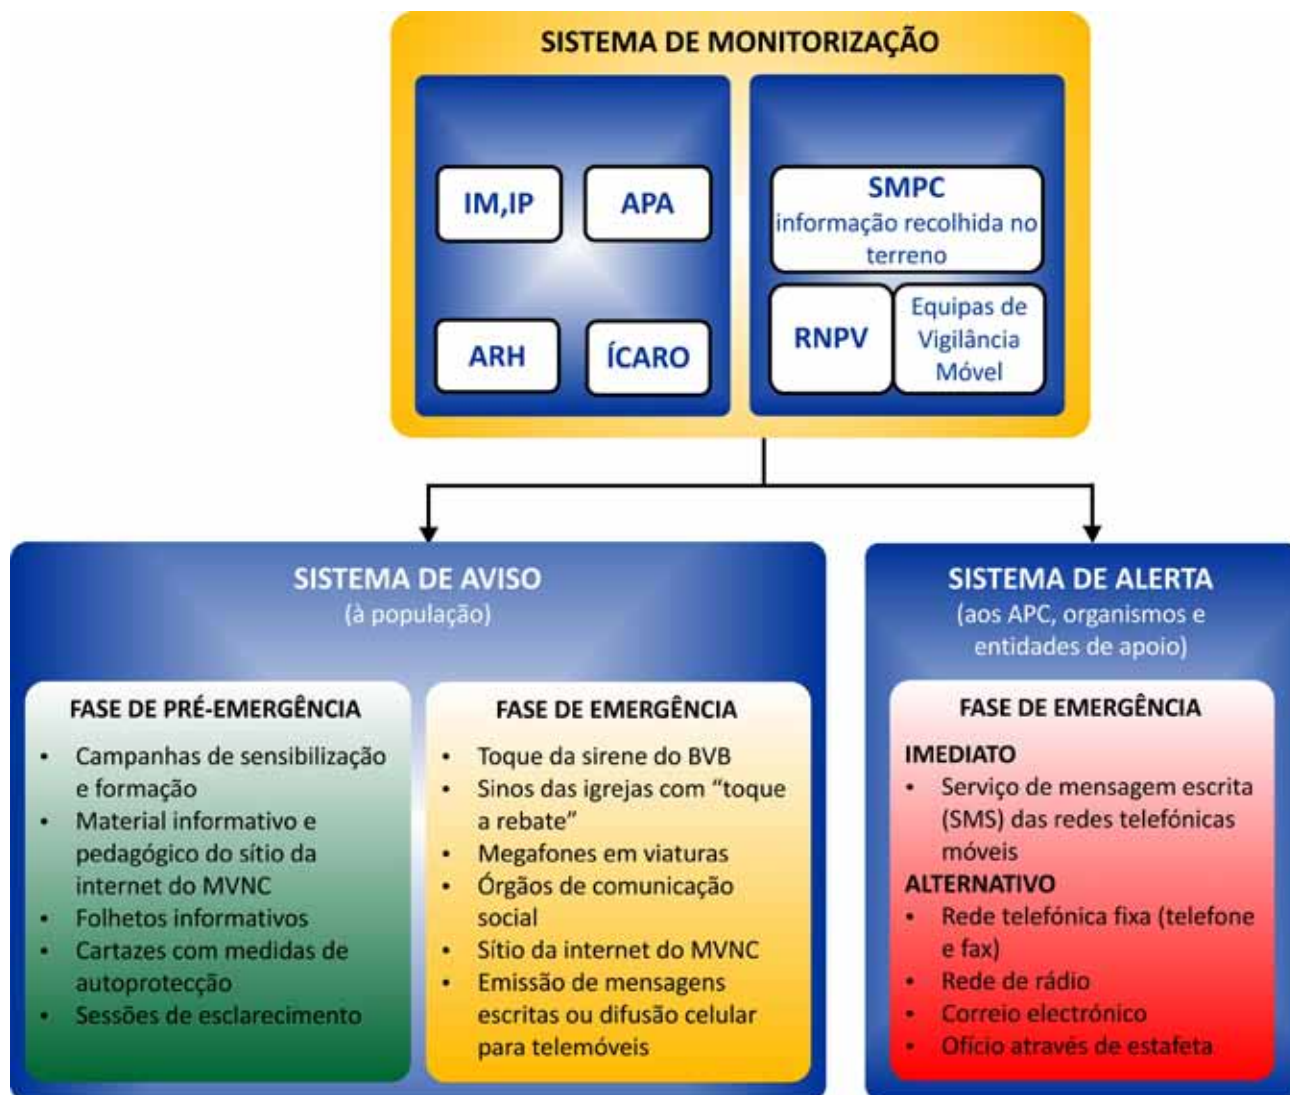 SISTEMA DE MONITORIZAÇÃO
IM,IP
APA
ARH
ÍCARO
SMPC
informação recolhida no
terreno
RNPV
Equipas de
Vigilância
Móvel
SISTEMA DE AVISO
(à população)
FASE DE PRÉ-EMERGÊNCIA
• Campanhas de sensibilização
e formação
• Material informativo e
pedagógico do sítio da
internet do MVNC
• Folhetos informativos
• Cartazes com medidas de
autoprotecção
• Sessões de esclarecimento
FASE DE EMERGÊNCIA
• Toque da sirene do BVB
• Sinos das igrejas com “toque
a rebate”
• Megafones em viaturas
• Órgãos de comunicação
social
• Sítio da internet do MVNC
• Emissão de mensagens
escritas ou difusão celular
para telemóveis
SISTEMA DE ALERTA
(aos APC, organismos e
entidades de apoio)
FASE DE EMERGÊNCIA
IMEDIATO
• Serviço de mensagem escrita
(SMS) das redes telefónicas
móveis
ALTERNATIVO
• Rede telefónica fixa (telefone
e fax)
• Rede de rádio
• Correio electrónico
• Ofício através de estafeta